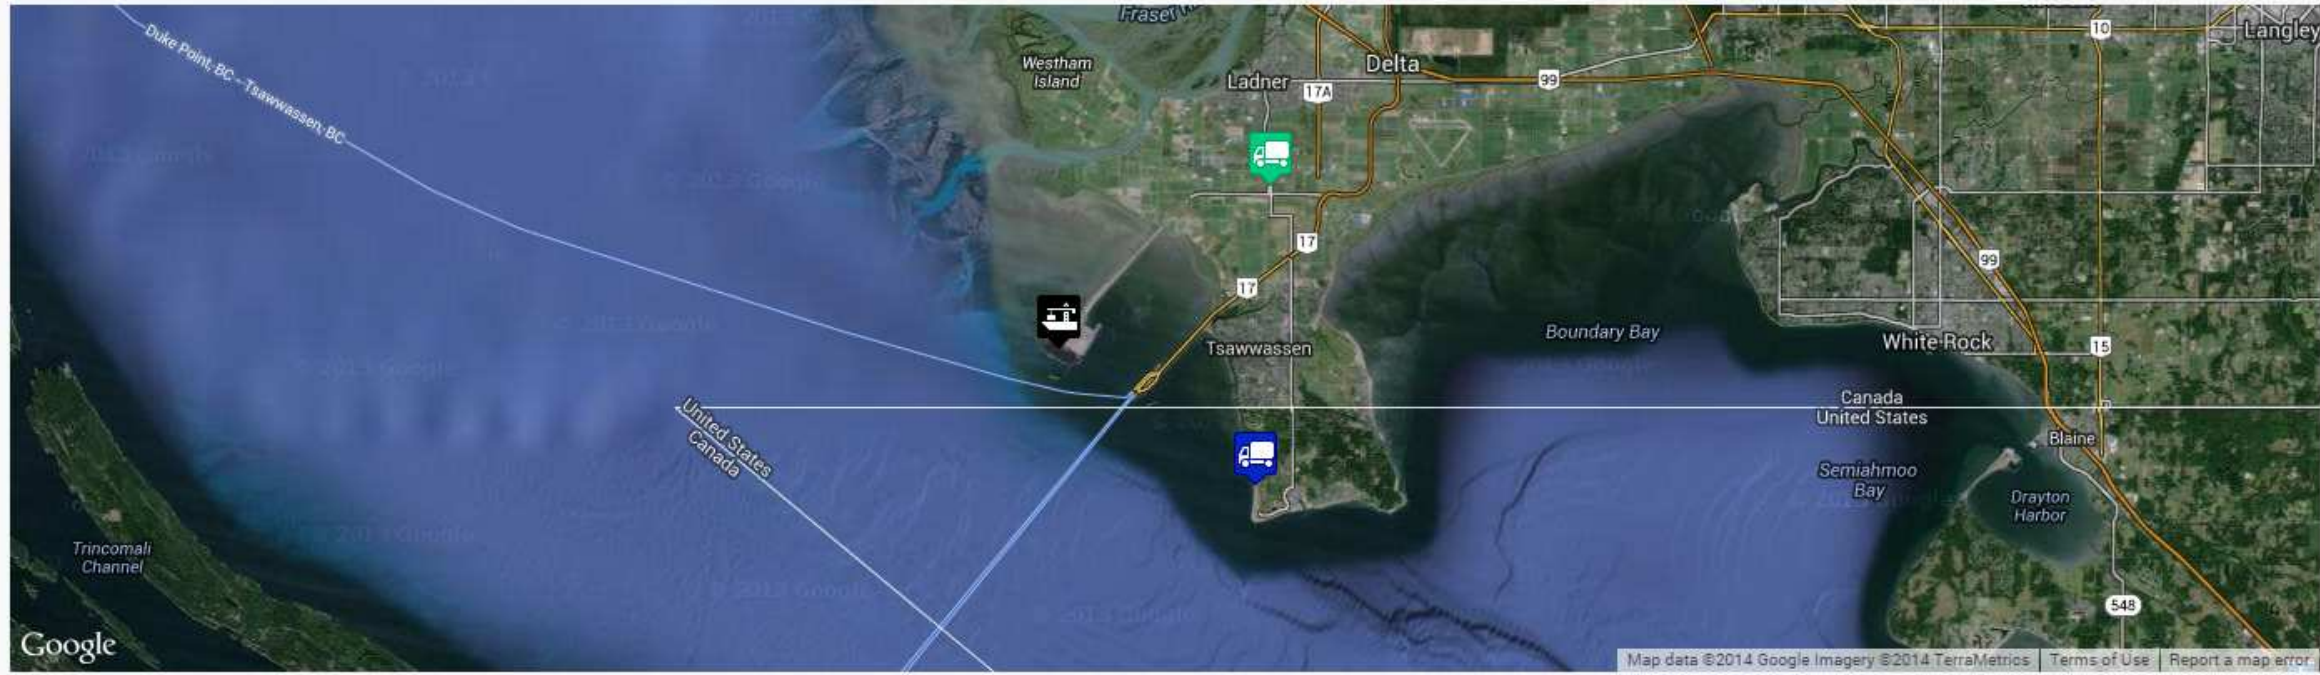 Fraser
Duke Point, BC - Tsawwassen, BC
Westham
Island
Ladner
Delta
17A
99
10
Langley
17
17
99
Tsawwassen
Boundary Bay
White Rock
15
United States
Canada
Canada
United States
Blaine
Semiahmoo
Bay
Drayton
Harbor
Trincomali
Channel
548
Google
Map data ©2014 Google Imagery ©2014 TerraMetrics
Terms of Use
Report a map error